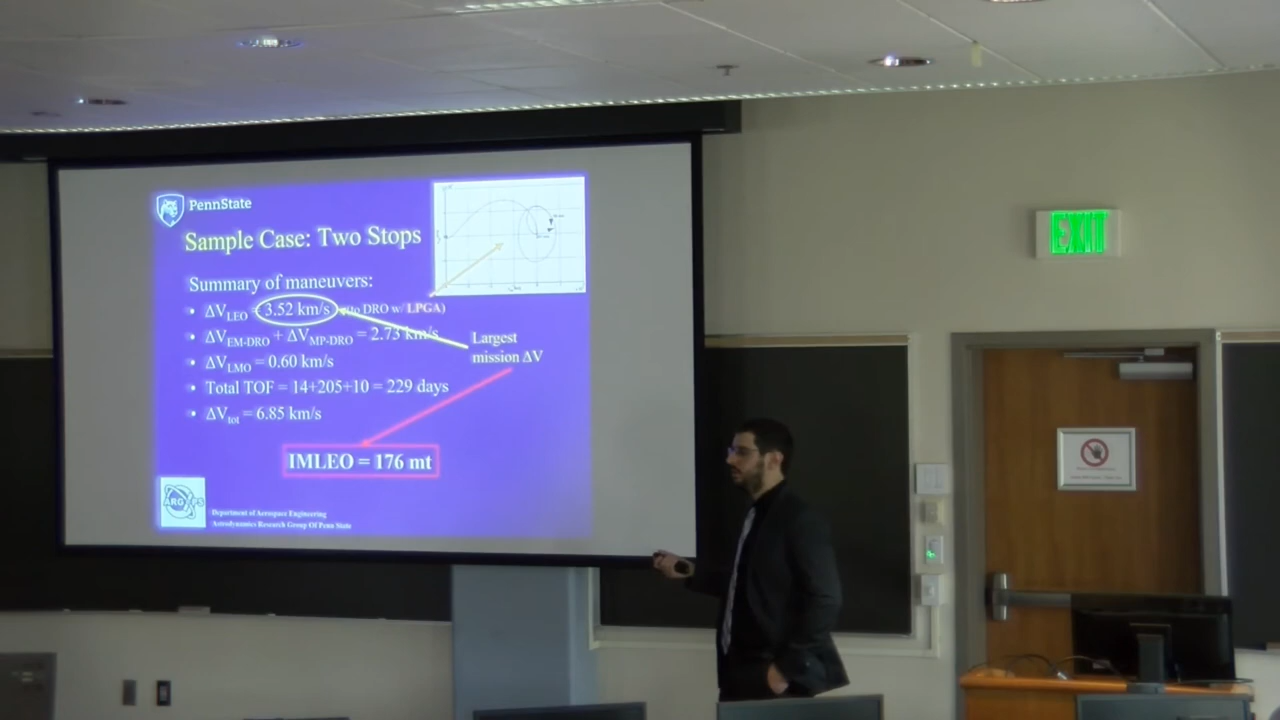 PennState
Sample Case: Two Stops
Summary of maneuvers:
• ΔV_LEO = 3.52 km/s (to DRO w/ LPGA)
• ΔV_EM-DRO + ΔV_MP-DRO = 2.73 km/s
• ΔV_LMO = 0.60 km/s
• Total TOF = 14+205+10 = 229 days
• ΔV_tot = 6.85 km/s
Largest
mission ΔV
IMLEO = 176 mt
Department of Aerospace Engineering
Astrodynamics Research Group Of Penn State
EXIT